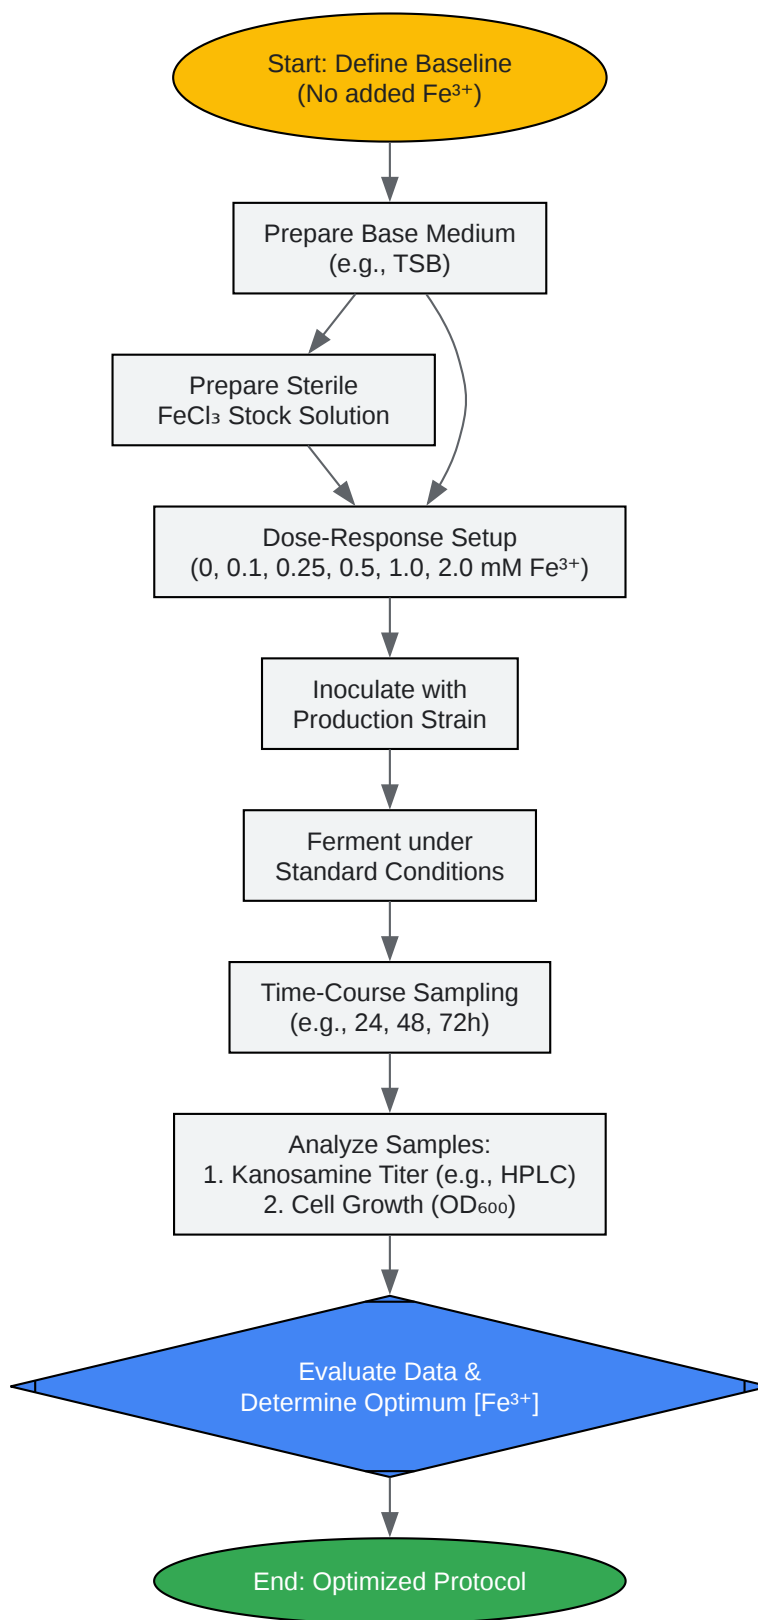 Start: Define Baseline
(No added Fe³⁺)
Prepare Base Medium
(e.g., TSB)
Prepare Sterile
FeCl₃ Stock Solution
Dose-Response Setup
(0, 0.1, 0.25, 0.5, 1.0, 2.0 mM Fe³⁺)
Inoculate with
Production Strain
Ferment under
Standard Conditions
Time-Course Sampling
(e.g., 24, 48, 72h)
Analyze Samples:
1. Kanosamine Titer (e.g., HPLC)
2. Cell Growth (OD₆₀₀)
Evaluate Data &
Determine Optimum [Fe³⁺]
End: Optimized Protocol